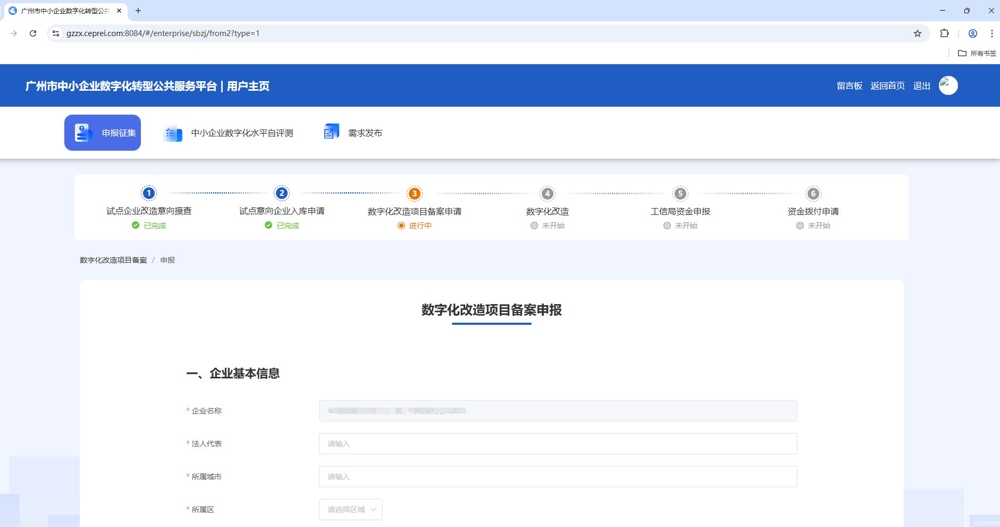 广州市中小企业数字化转型公共
gzzx.ceprei.com:8084/#/enterprise/sbzj/from2?type=1
所有书签
广州市中小企业数字化转型公共服务平台 | 用户主页
留言板 返回首页 退出
申报征集 中小企业数字化水平自评测 需求发布
1 2 3 4 5 6
试点企业改造意向摸查 试点意向企业入库申请 数字化改造项目备案申请 数字化改造 工信局资金申报 资金拨付申请
已完成 已完成 进行中 未开始 未开始 未开始
数字化改造项目备案 / 申报
数字化改造项目备案申报
一、企业基本信息
* 企业名称 华
* 法人代表 请输入
* 所属城市 请输入
* 所属区 请选择区域